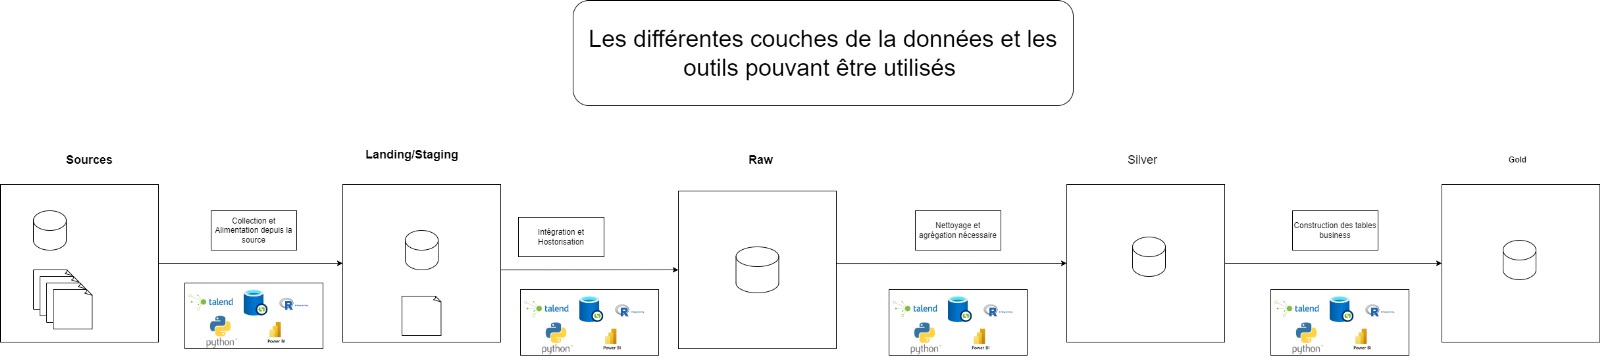 Les différentes couches de la données et les
outils pouvant être utilisés
Sources
Landing/Staging
Raw
Silver
Gold
Collection et
Alimentation depuis la
source
Intégration et
Hostorisation
Nettoyage et
agrègation nécessaire
Construction des tables
business
talend
R
python
Power BI
talend
R
python
Power BI
talend
R
python
Power BI
talend
R
python
Power BI